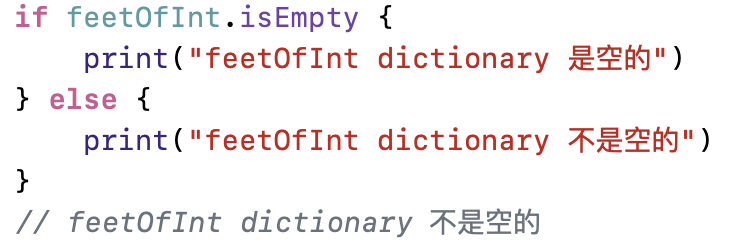 if feetOfInt.isEmpty {
    print("feetOfInt dictionary 是空的")
} else {
    print("feetOfInt dictionary 不是空的")
}
// feetOfInt dictionary 不是空的